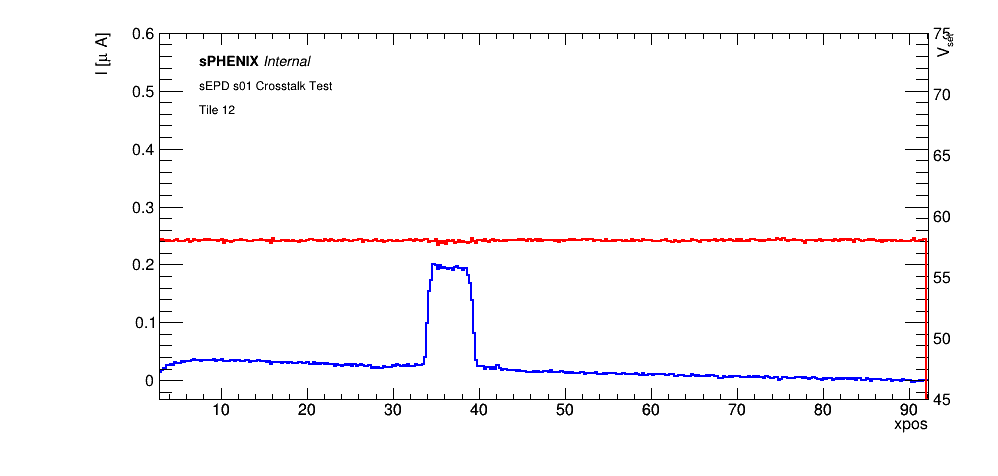 I [μ A]
0.6
0.5
0.4
0.3
0.2
0.1
0
sPHENIX Internal
sEPD s01 Crosstalk Test
Tile 12
75
70
65
60
55
50
45
V set
10 20 30 40 50 60 70 80 90
xpos